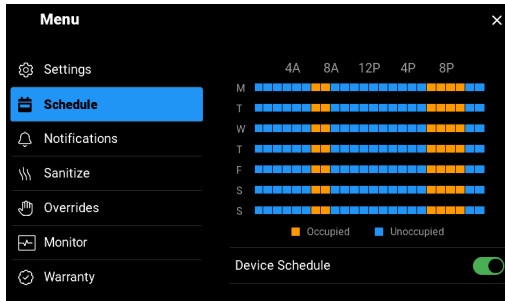 Menu
Settings
Schedule
Notifications
Sanitize
Overrides
Monitor
Warranty
4A 8A 12P 4P 8P
M
T
W
T
F
S
S
Occupied Unoccupied
Device Schedule